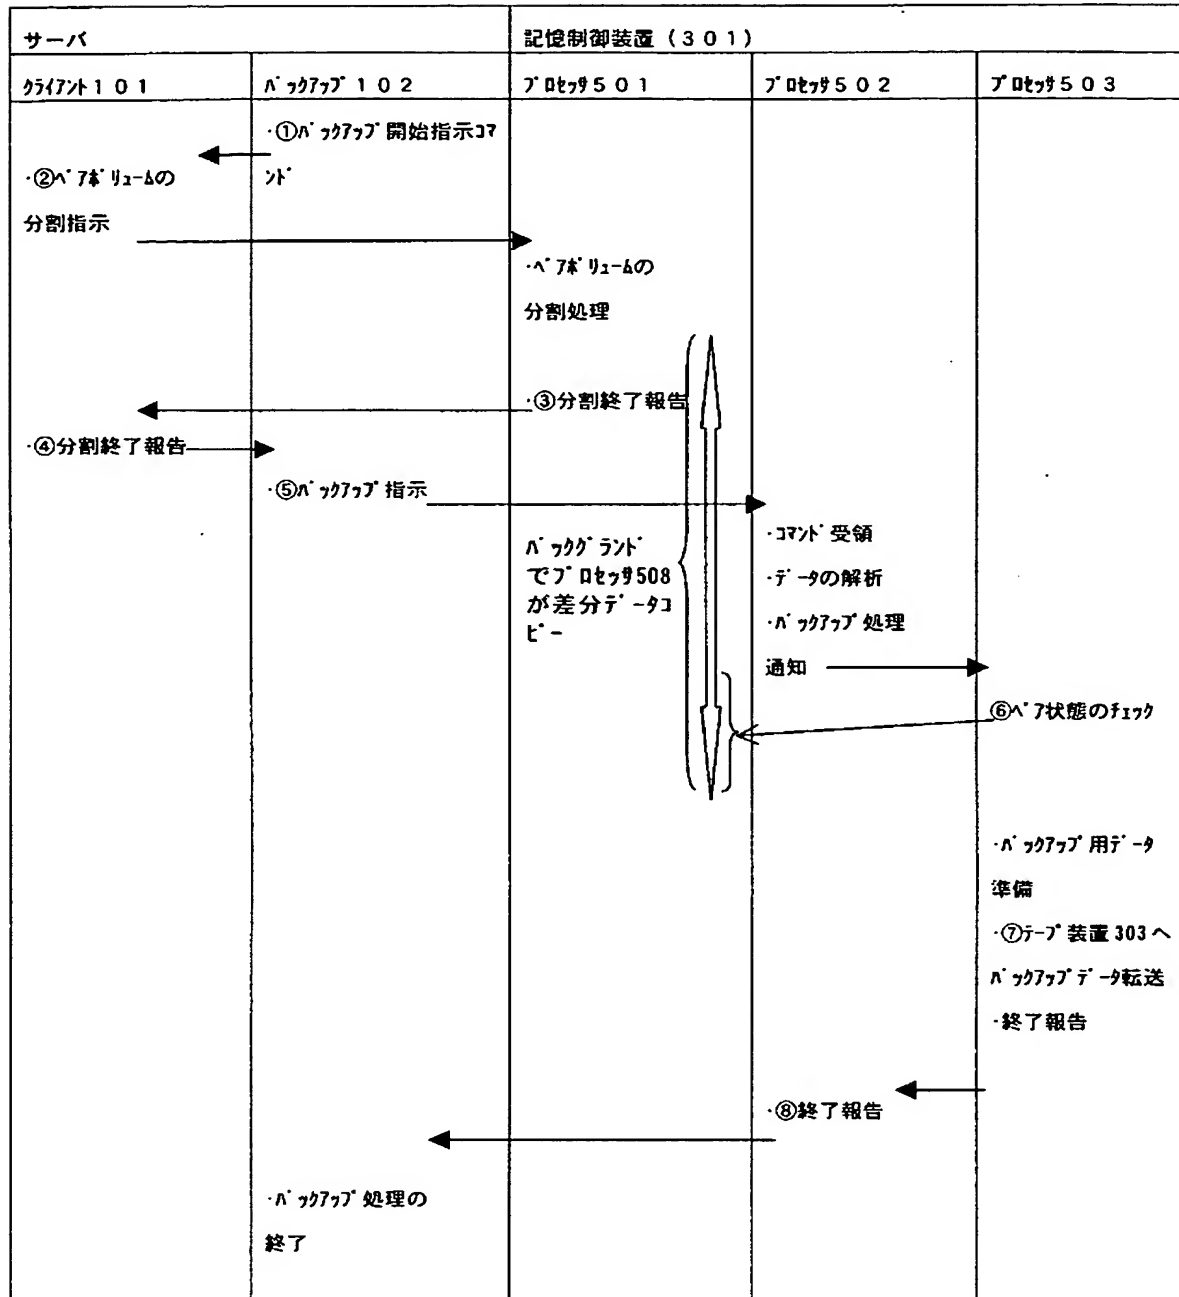 サーバ
記憶制御装置（３０１）
ｸﾗｲｱﾝﾄ１０１
ﾊﾞｯｸｱｯﾌﾟ１０２
ﾌﾟﾛｾｯｻ５０１
ﾌﾟﾛｾｯｻ５０２
ﾌﾟﾛｾｯｻ５０３
・①ﾊﾞｯｸｱｯﾌﾟ開始指示ｺﾏ
ﾝﾄﾞ
・②ﾍﾟｱﾎﾞﾘｭｰﾑの
分割指示
・ﾍﾟｱﾎﾞﾘｭｰﾑの
分割処理
・③分割終了報告
・④分割終了報告
・⑤ﾊﾞｯｸｱｯﾌﾟ指示
ﾊﾞｯｸｸﾞﾗﾝﾄﾞ
でﾌﾟﾛｾｯｻ508
が差分ﾃﾞｰﾀｺ
ﾋﾟｰ
・ｺﾏﾝﾄﾞ受領
・ﾃﾞｰﾀの解析
・ﾊﾞｯｸｱｯﾌﾟ処理
通知
⑥ﾍﾟｱ状態のﾁｪｯｸ
・ﾊﾞｯｸｱｯﾌﾟ用ﾃﾞｰﾀ
準備
・⑦ﾃｰﾌﾟ装置303へ
ﾊﾞｯｸｱｯﾌﾟﾃﾞｰﾀ転送
・終了報告
・⑧終了報告
・ﾊﾞｯｸｱｯﾌﾟ処理の
終了